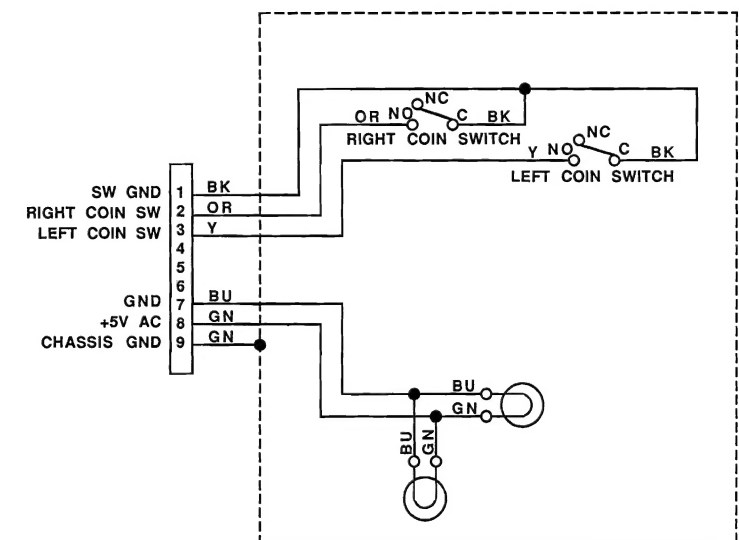 NC
OR NO C BK
RIGHT COIN SWITCH
NC
Y NO C BK
LEFT COIN SWITCH
SW GND 1 BK
RIGHT COIN SW 2 OR
LEFT COIN SW 3 Y
4
5
6
GND 7 BU
+5V AC 8 GN
CHASSIS GND 9 GN
BU
GN
BU
GN